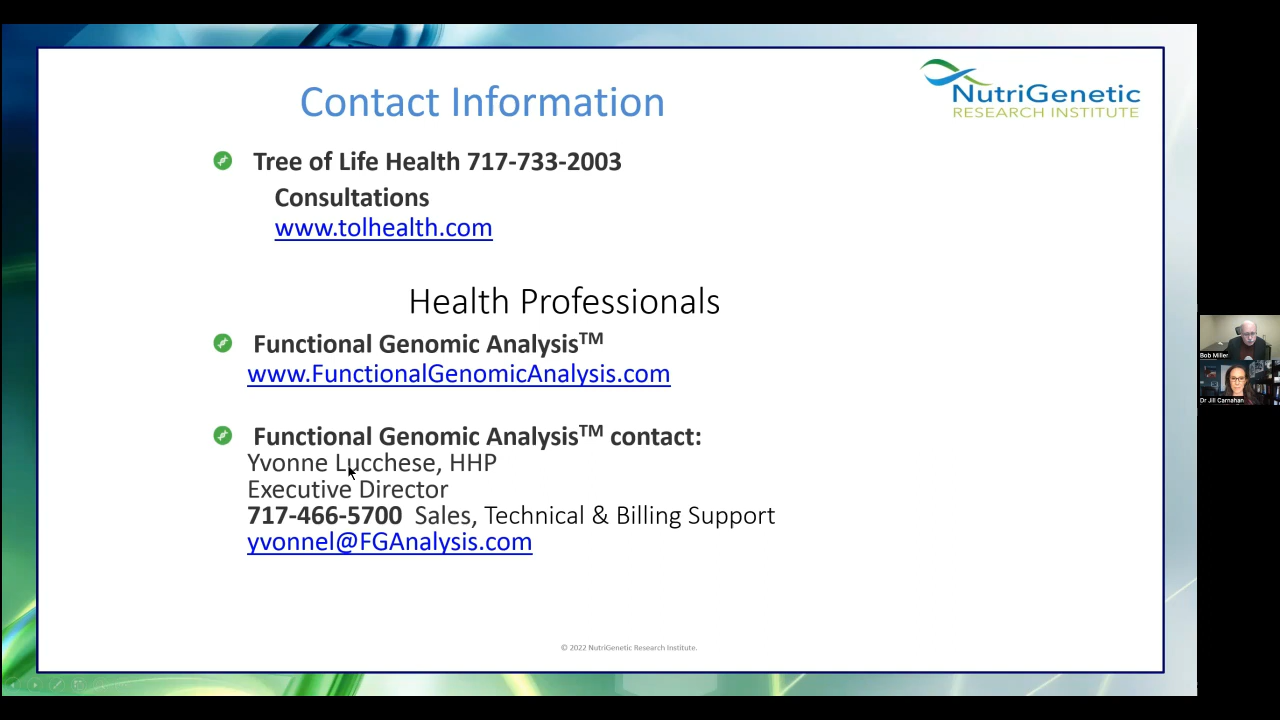 Contact Information
NutriGenetic
RESEARCH INSTITUTE
Tree of Life Health 717-733-2003
Consultations
www.tolhealth.com
Health Professionals
Functional Genomic Analysis™
www.FunctionalGenomicAnalysis.com
Functional Genomic Analysis™ contact:
Yvonne Lucchese, HHP
Executive Director
717-466-5700 Sales, Technical & Billing Support
yvonnel@FGAnalysis.com
© 2022 NutriGenetic Research Institute.
Bob Miller
Dr Jill Carnahan